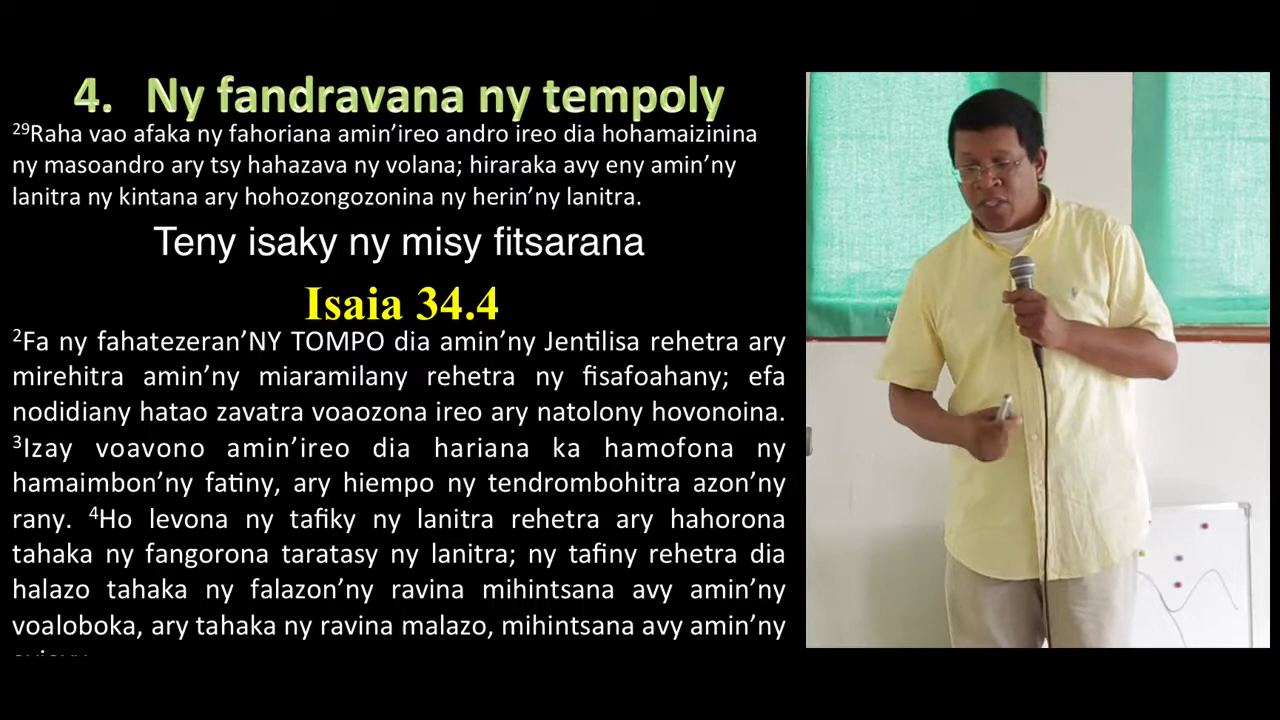 4. Ny fandravana ny tempoly
²⁹Raha vao afaka ny fahoriana amin’ireo andro ireo dia hohamaizinina
ny masoandro ary tsy hahazava ny volana; hiraraka avy eny amin’ny
lanitra ny kintana ary hohozongozonina ny herin’ny lanitra.
Teny isaky ny misy fitsarana
Isaia 34.4
²Fa ny fahatezeran’NY TOMPO dia amin’ny Jentilisa rehetra ary
mirehitra amin’ny miaramilany rehetra ny fisafoahany; efa
nodidiany hatao zavatra voaozona ireo ary natolony hovonoina.
³Izay voavono amin’ireo dia hariana ka hamofona ny
hamaimbon’ny fatiny, ary hiempo ny tendrombohitra azon’ny
rany. ⁴Ho levona ny tafiky ny lanitra rehetra ary hahorona
tahaka ny fangorona taratasy ny lanitra; ny tafiny rehetra dia
halazo tahaka ny falazon’ny ravina mihintsana avy amin’ny
voaloboka, ary tahaka ny ravina malazo, mihintsana avy amin’ny